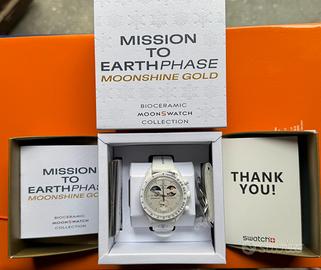 MISSION
TO
EARTHPHASE
MOONSHINE GOLD
BIOCERAMIC
MOONSWATCH
COLLECTION
MISSION
TO
EARTHPHASE
MOONSHINE GOLD
BIOCERAMIC
MOONSWATCH
COLLECTION
THANK
YOU!
swatch